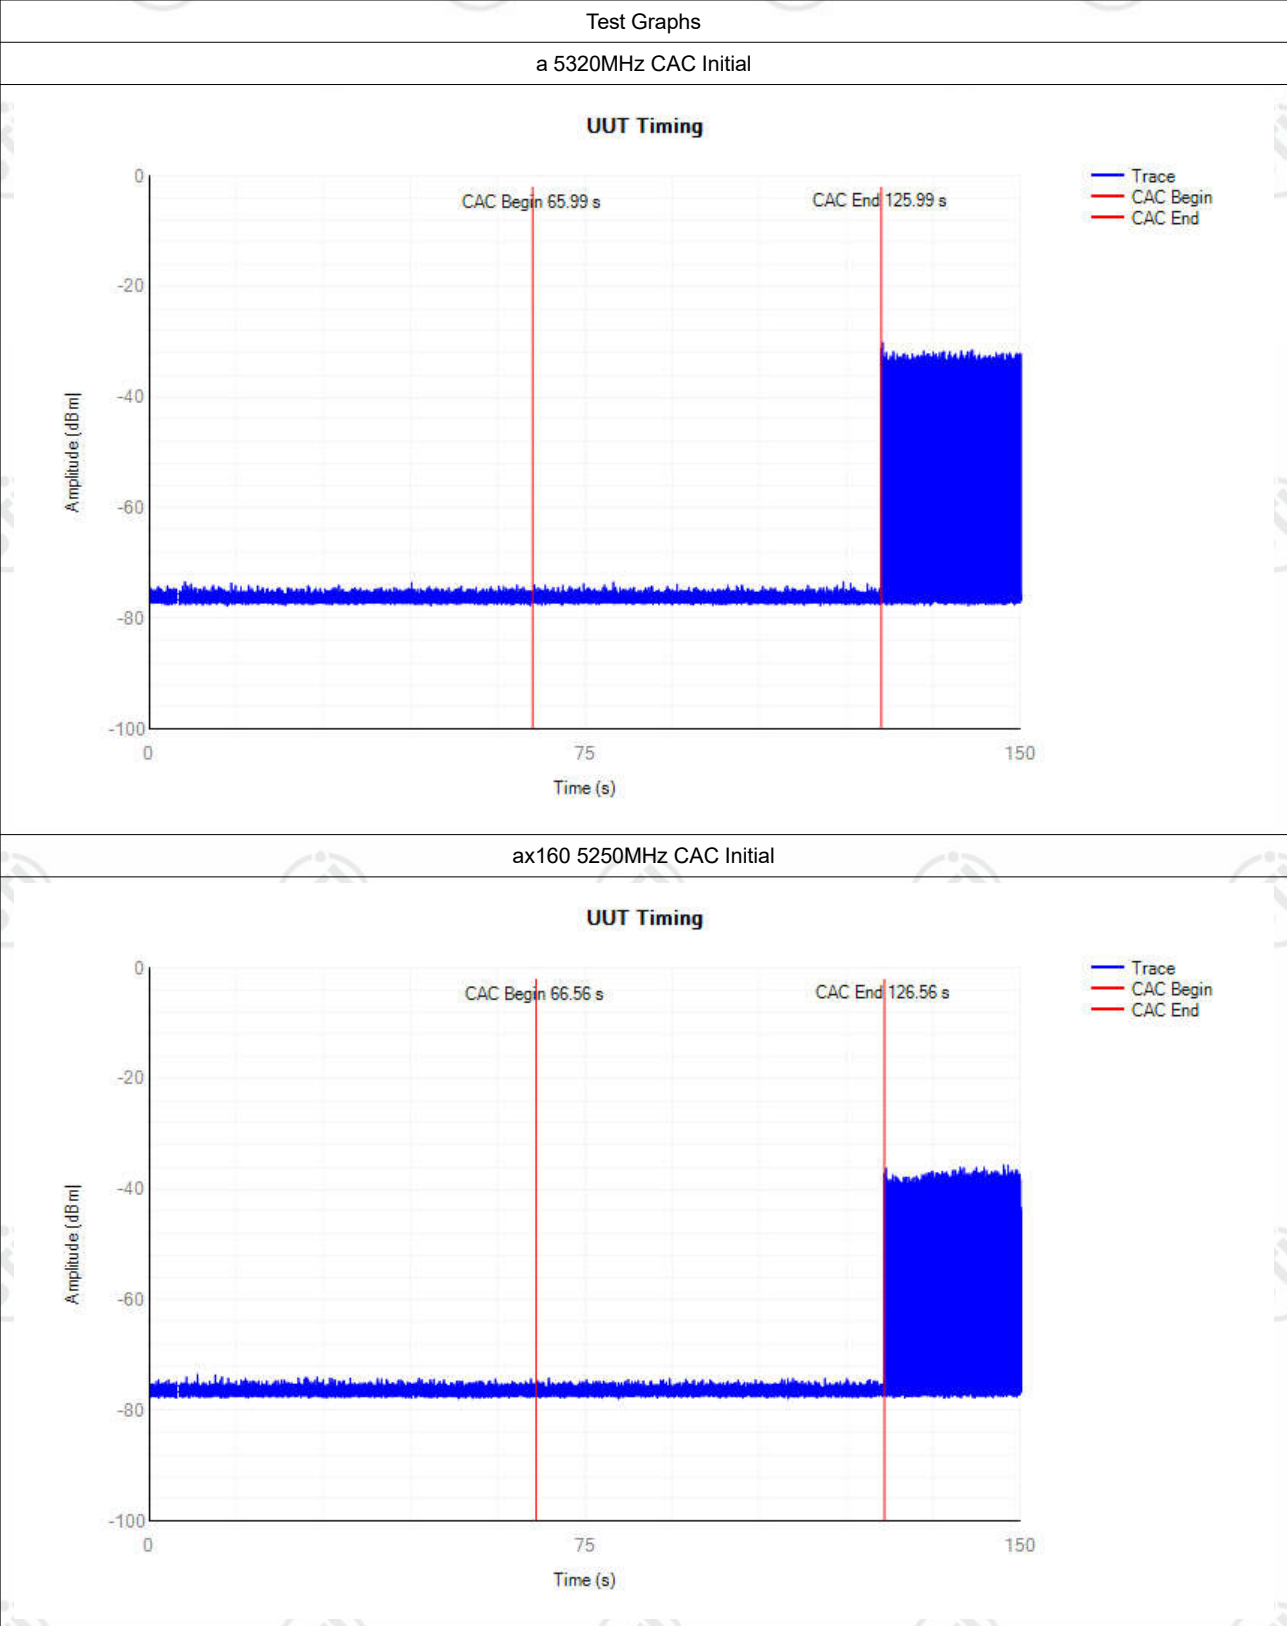 Test Graphs
a 5320MHz CAC Initial
UUT Timing
0
-20
-40
-60
-80
-100
Amplitude [dBm]
CAC Begin 65.99 s
CAC End 125.99 s
Trace
CAC Begin
CAC End
0
75
150
Time (s)
ax160 5250MHz CAC Initial
UUT Timing
0
-20
-40
-60
-80
-100
Amplitude [dBm]
CAC Begin 66.56 s
CAC End 126.56 s
Trace
CAC Begin
CAC End
0
75
150
Time (s)